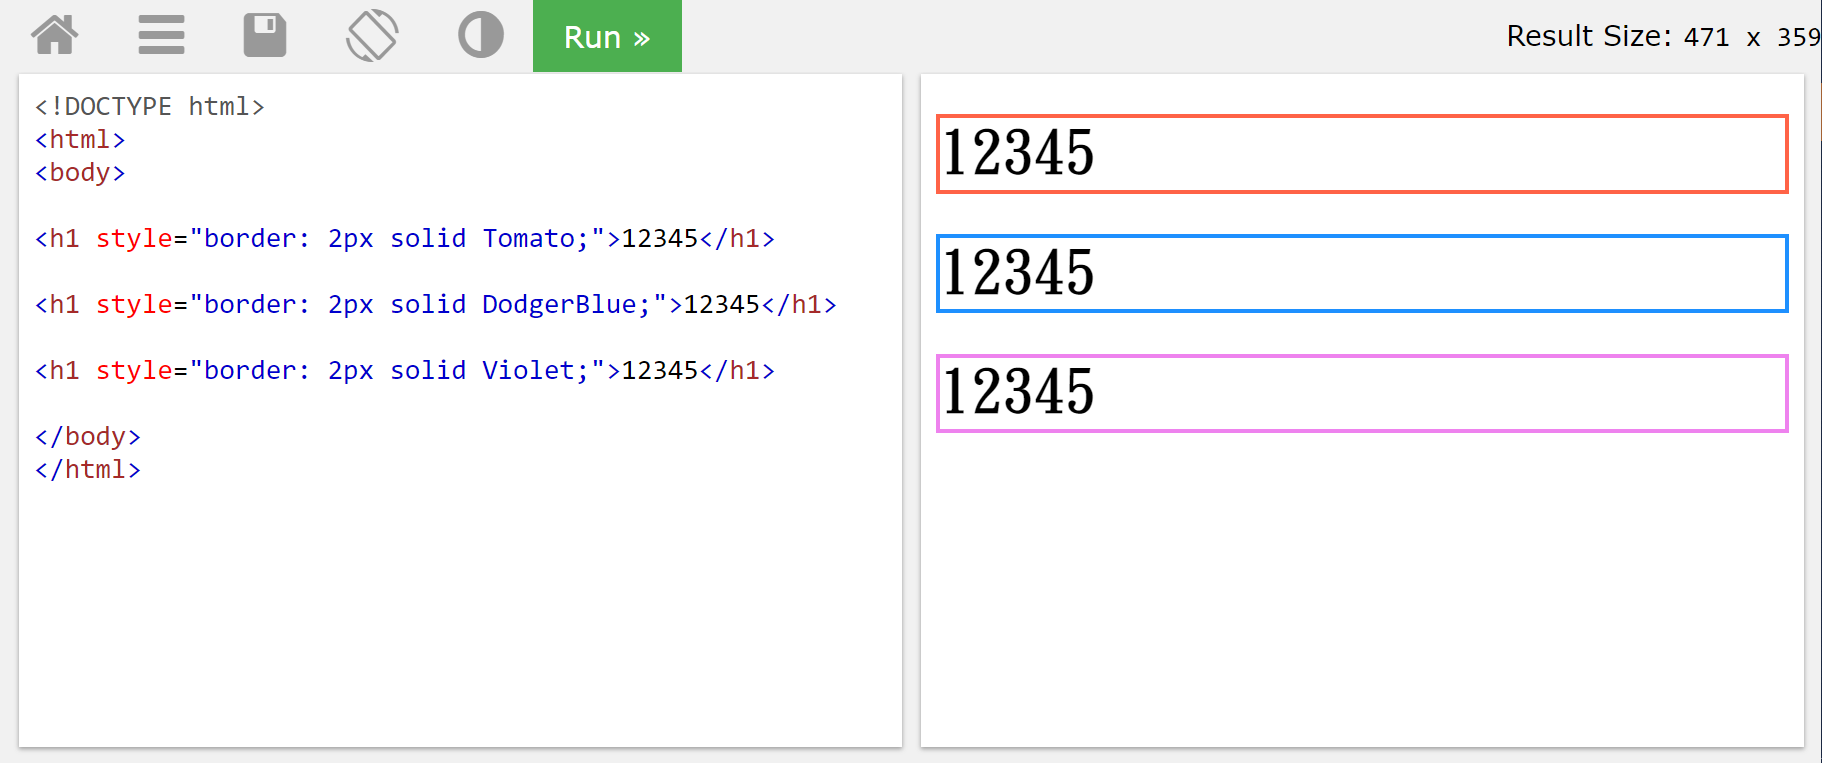 Run »
Result Size: 471 x 359
<!DOCTYPE html>
<html>
<body>
<h1 style="border: 2px solid Tomato;">12345</h1>
<h1 style="border: 2px solid DodgerBlue;">12345</h1>
<h1 style="border: 2px solid Violet;">12345</h1>
</body>
</html>
12345
12345
12345